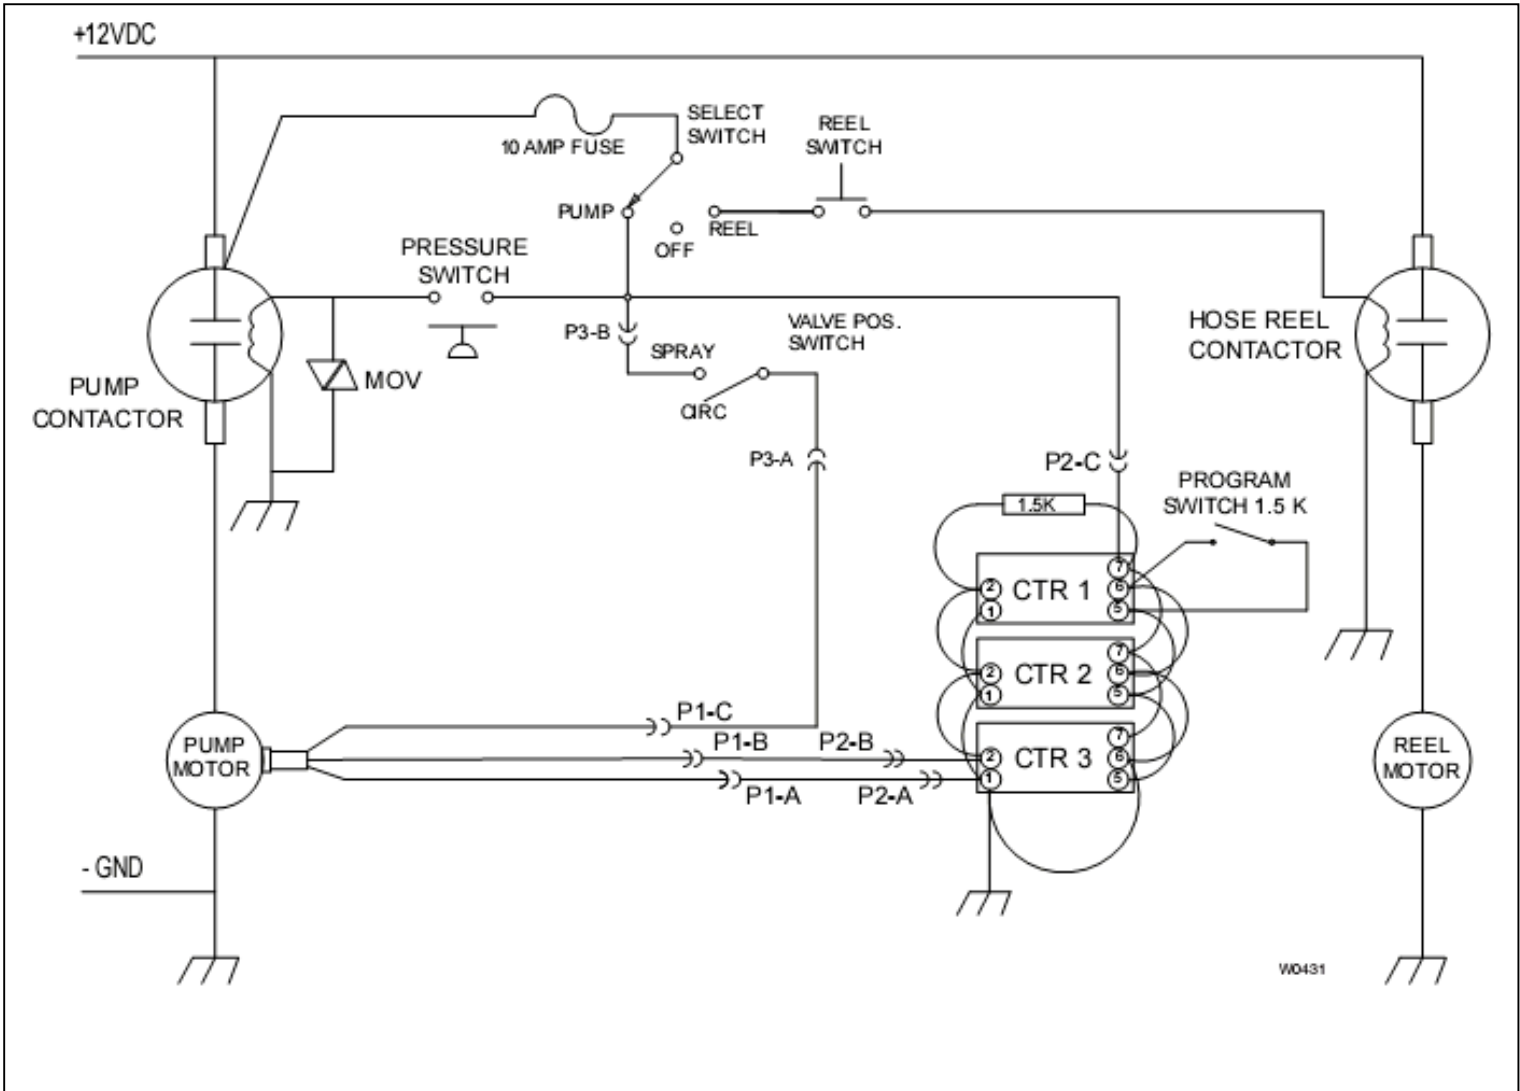 +12VDC
SELECT
SWITCH
10 AMP FUSE
REEL
SWITCH
PUMP
REEL
OFF
PRESSURE
SWITCH
P3-B
VALVE POS.
SWITCH
SPRAY
CIRC
MOV
PUMP
CONTACTOR
HOSE REEL
CONTACTOR
P3-A
P2-C
PROGRAM
SWITCH 1.5 K
1.5K
7
2 CTR 1 6
1 5
7
2 CTR 2 6
1 5
7
2 CTR 3 6
1 5
P1-C
P1-B P2-B
P1-A P2-A
PUMP
MOTOR
REEL
MOTOR
- GND
W0431